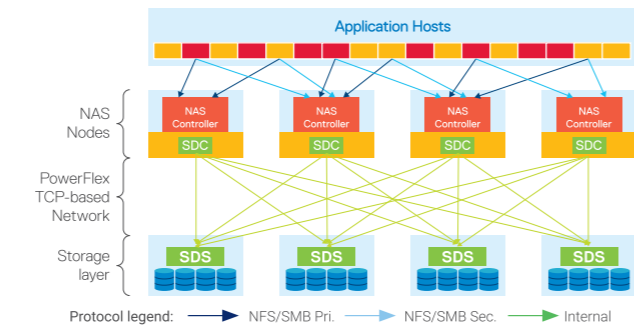 Application Hosts
NAS
Nodes
NAS
Controller
NAS
Controller
NAS
Controller
NAS
Controller
SDC
SDC
SDC
SDC
PowerFlex
TCP-based
Network
Storage
layer
SDS
SDS
SDS
SDS
Protocol legend:
NFS/SMB Pri.
NFS/SMB Sec.
Internal